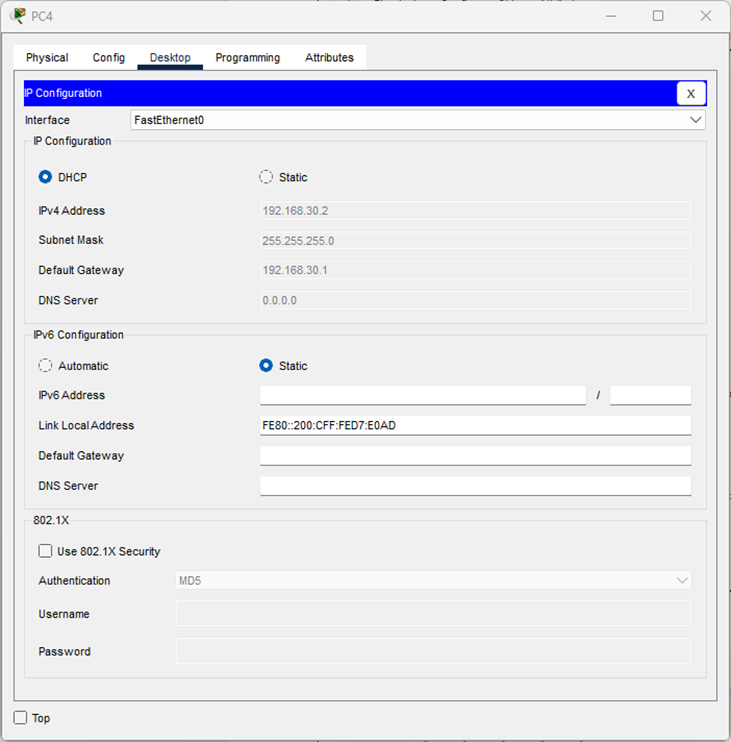 PC4
Physical Config Desktop Programming Attributes
IP Configuration X
Interface FastEthernet0
IP Configuration
DHCP Static
IPv4 Address 192.168.30.2
Subnet Mask 255.255.255.0
Default Gateway 192.168.30.1
DNS Server 0.0.0.0
IPv6 Configuration
Automatic Static
IPv6 Address /
Link Local Address FE80::200:CFF:FED7:E0AD
Default Gateway
DNS Server
802.1X
Use 802.1X Security
Authentication MD5
Username
Password
Top